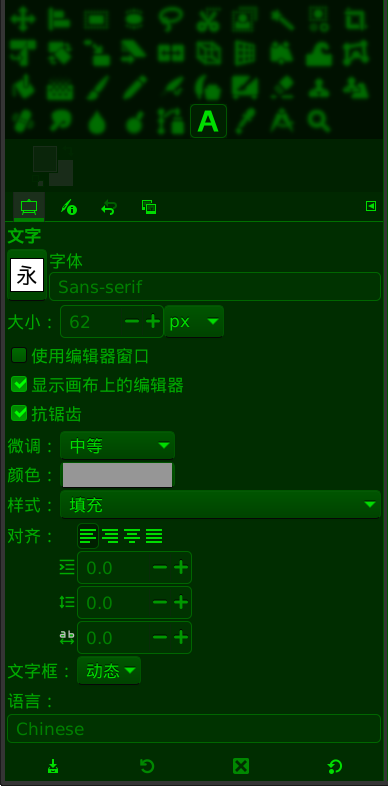 A
文字
永
字体
Sans-serif
大小： 62 px
使用编辑器窗口
显示画布上的编辑器
抗锯齿
微调： 中等
颜色：
样式： 填充
对齐：
0.0
0.0
ab 0.0
文字框： 动态
语言：
Chinese